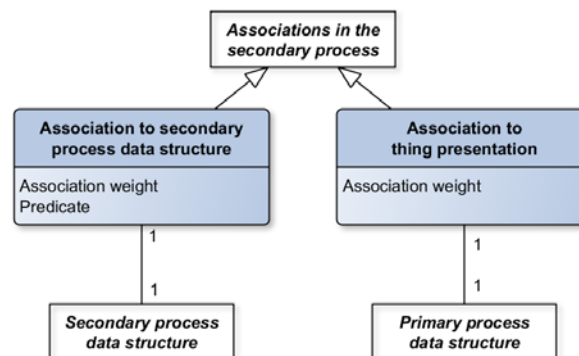 Associations in the
secondary process
Association to secondary
process data structure
Association weight
Predicate
Association to
thing presentation
Association weight
1
1
1
1
Secondary process
data structure
Primary process
data structure